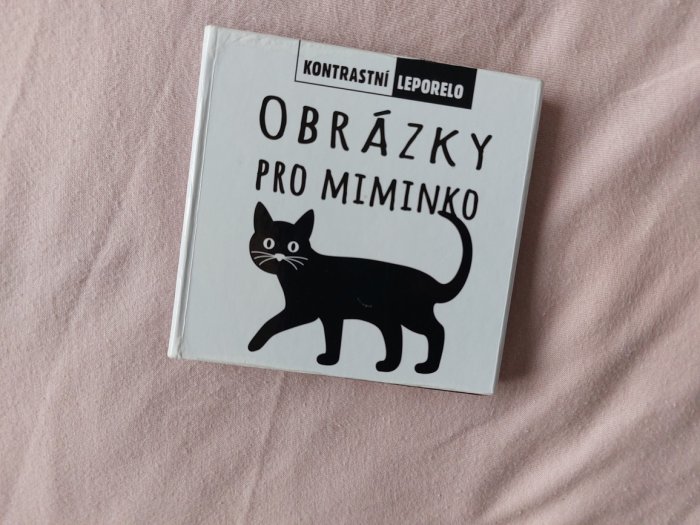 KONTRASTNÍ LEPORELO
OBRÁZKY
PRO MIMINKO